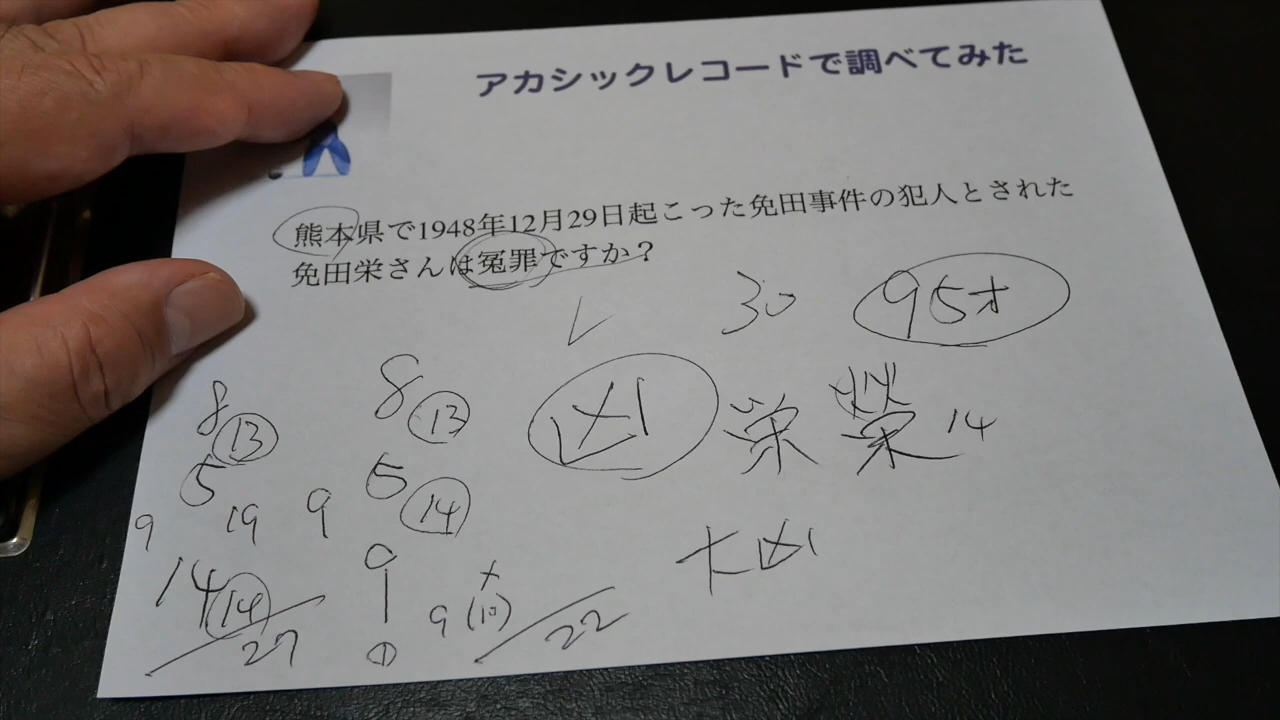 アカシックレコードで調べてみた
熊本県で1948年12月29日起こった免田事件の犯人とされた
免田栄さんは冤罪ですか？
30 95才
8 13 8 13 凶 栄 榮 14
5 5 14
9 19 9
大凶
14 14 9 (10)
27 22